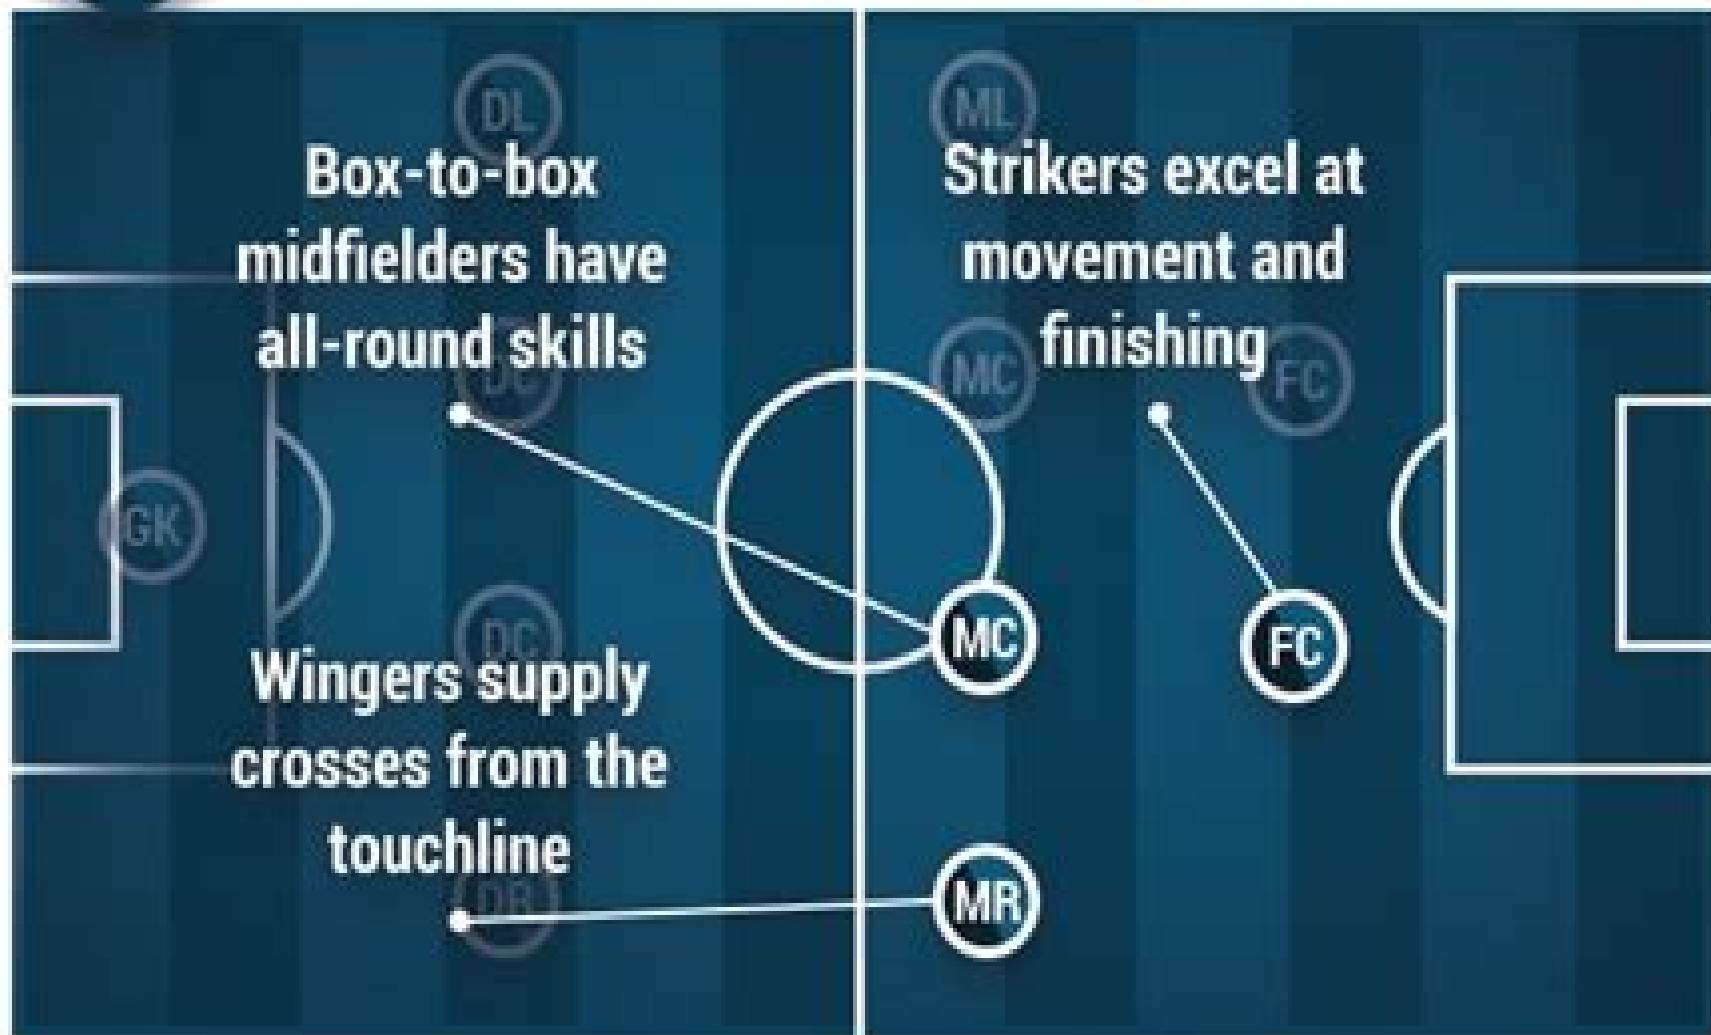 DL
ML
Box-to-box
midfielders have
all-round skills
Strikers excel at
movement and
finishing
DC
MC
FC
GK
DC
MC
FC
Wingers supply
crosses from the
touchline
DR
MR